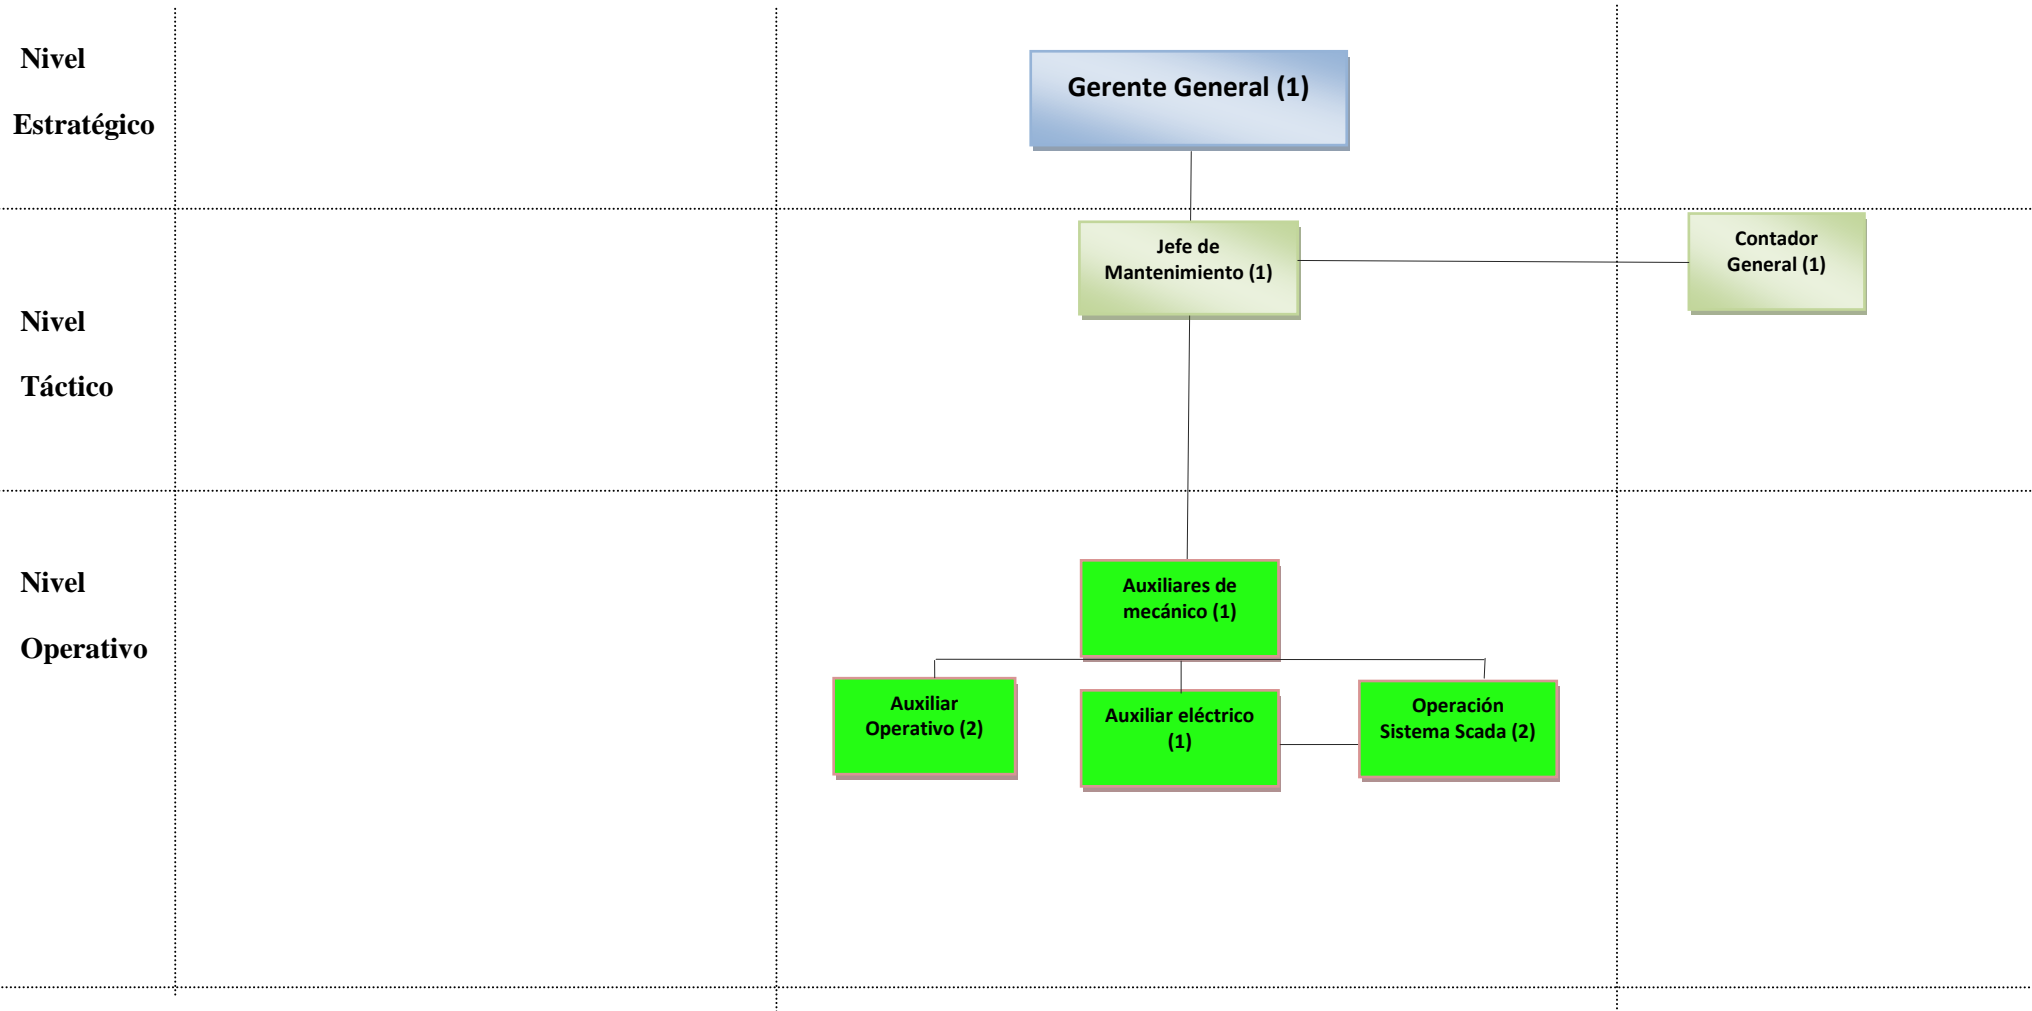 Nivel
Estratégico
Gerente General (1)
Jefe de
Mantenimiento (1)
Contador
General (1)
Nivel
Táctico
Nivel
Operativo
Auxiliares de
mecánico (1)
Auxiliar
Operativo (2)
Auxiliar eléctrico
(1)
Operación
Sistema Scada (2)